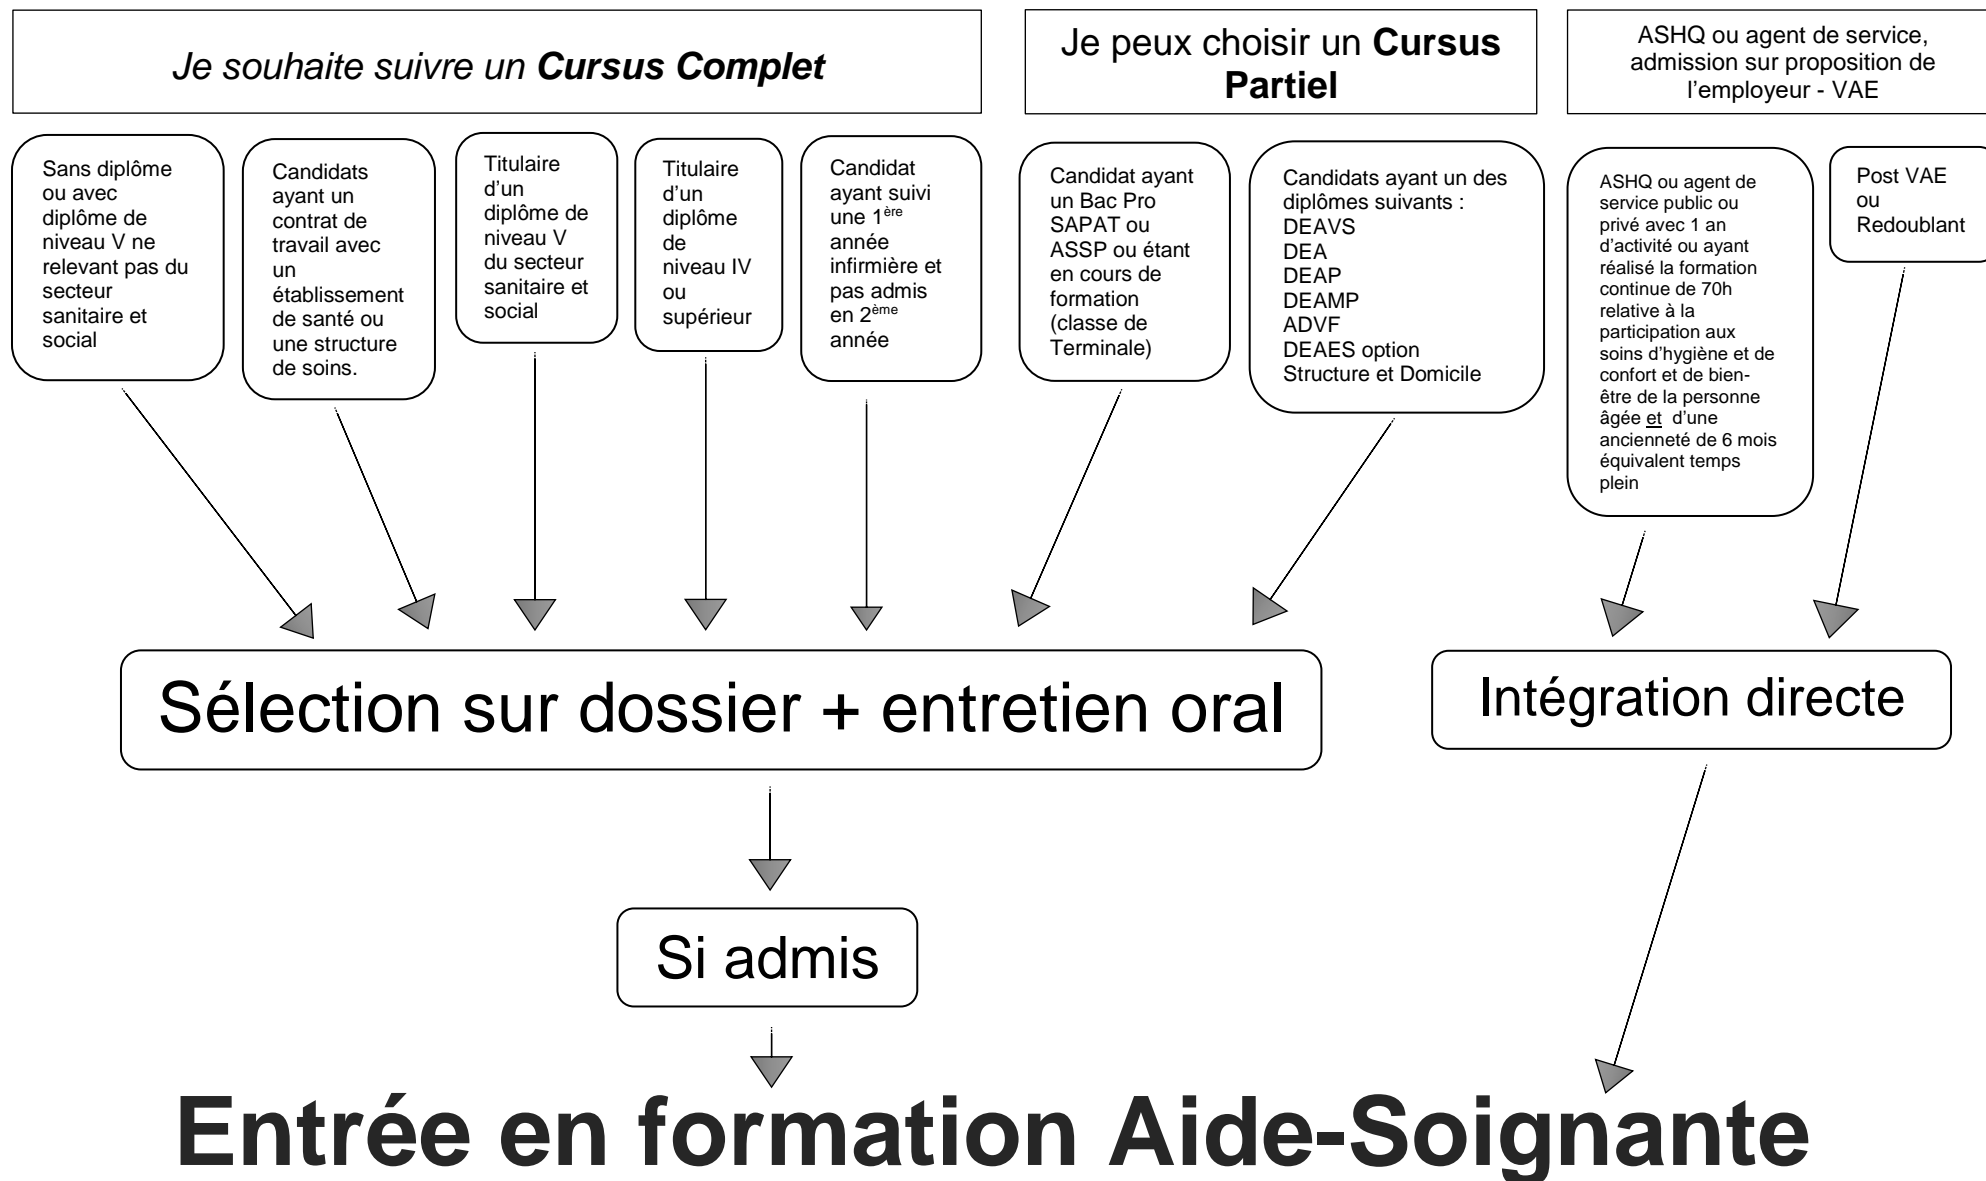 Je souhaite suivre un Cursus Complet
Je peux choisir un Cursus
Partiel
ASHQ ou agent de service,
admission sur proposition de
l’employeur - VAE
Sans diplôme
ou avec
diplôme de
niveau V ne
relevant pas du
secteur
sanitaire et
social
Candidats
ayant un
contrat de
travail avec
un
établissement
de santé ou
une structure
de soins.
Titulaire
d’un
diplôme de
niveau V
du secteur
sanitaire et
social
Titulaire
d’un
diplôme
de
niveau IV
ou
supérieur
Candidat
ayant suivi
une 1ère
année
infirmière et
pas admis
en 2ème
année
Candidat ayant
un Bac Pro
SAPAT ou
ASSP ou étant
en cours de
formation
(classe de
Terminale)
Candidats ayant un des
diplômes suivants :
DEAVS
DEA
DEAP
DEAMP
ADVF
DEAES option
Structure et Domicile
ASHQ ou agent de
service public ou
privé avec 1 an
d’activité ou ayant
réalisé la formation
continue de 70h
relative à la
participation aux
soins d’hygiène et de
confort et de bien-
être de la personne
âgée et d’une
ancienneté de 6 mois
équivalent temps
plein
Post VAE
ou
Redoublant
Sélection sur dossier + entretien oral
Intégration directe
Si admis
Entrée en formation Aide-Soignante